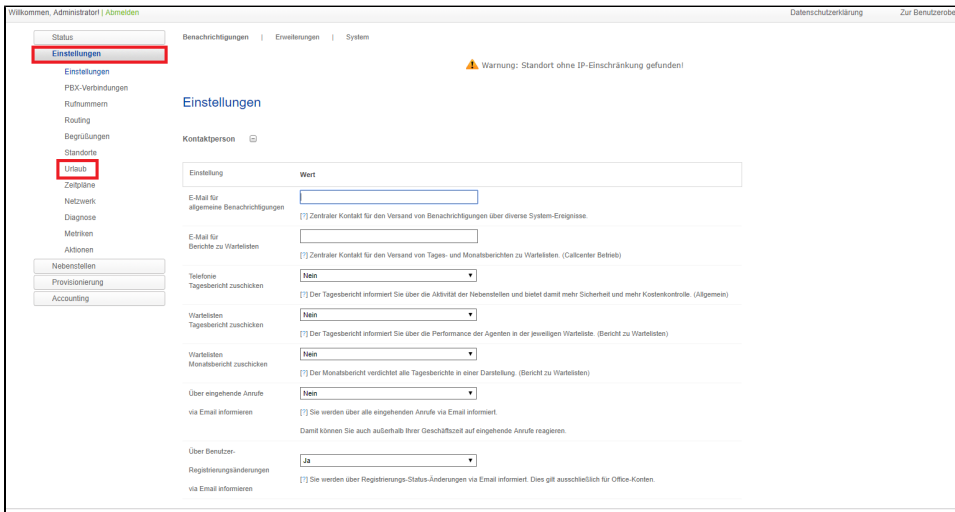 Willkommen, Administrator! | Abmelden
Datenschutzerklärung
Zur Benutzerobe
Status
Einstellungen
Einstellungen
PBX-Verbindungen
Rufnummern
Routing
Begrüßungen
Standorte
Urlaub
Zeitpläne
Netzwerk
Diagnose
Metriken
Aktionen
Nebenstellen
Provisionierung
Accounting
Benachrichtigungen | Erweiterungen | System
Warnung: Standort ohne IP-Einschränkung gefunden!
Einstellungen
Kontaktperson
Einstellung Wert
E-Mail für
allgemeine Benachrichtigungen
[?] Zentraler Kontakt für den Versand von Benachrichtigungen über diverse System-Ereignisse.
E-Mail für
Berichte zu Wartelisten
[?] Zentraler Kontakt für den Versand von Tages- und Monatsberichten zu Wartelisten. (Callcenter Betrieb)
Telefonie
Tagesbericht zuschicken
Nein
[?] Der Tagesbericht informiert Sie über die Aktivität der Nebenstellen und bietet damit mehr Sicherheit und mehr Kostenkontrolle. (Allgemein)
Wartelisten
Tagesbericht zuschicken
Nein
[?] Der Tagesbericht informiert Sie über die Performance der Agenten in der jeweiligen Warteliste. (Bericht zu Wartelisten)
Wartelisten
Monatsbericht zuschicken
Nein
[?] Der Monatsbericht verdichtet alle Tagesberichte in einer Darstellung. (Bericht zu Wartelisten)
Über eingehende Anrufe
via Email informieren
Nein
[?] Sie werden über alle eingehenden Anrufe via Email informiert.
Damit können Sie auch außerhalb Ihrer Geschäftszeit auf eingehende Anrufe reagieren.
Über Benutzer-
Registrierungsänderungen
via Email informieren
Ja
[?] Sie werden über Registrierungs-Status-Änderungen via Email informiert. Dies gilt ausschließlich für Office-Konten.